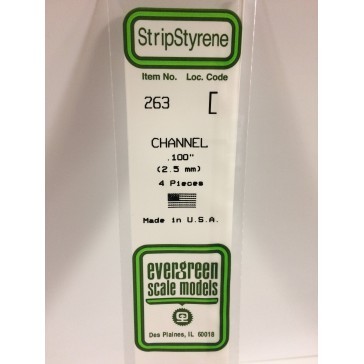 StripStyrene
Item No. Loc. Code
263 [
CHANNEL
.100"
(2.5 mm)
4 Pieces
Made in U.S.A.
evergreen
scale models
Des Plaines, IL 60018